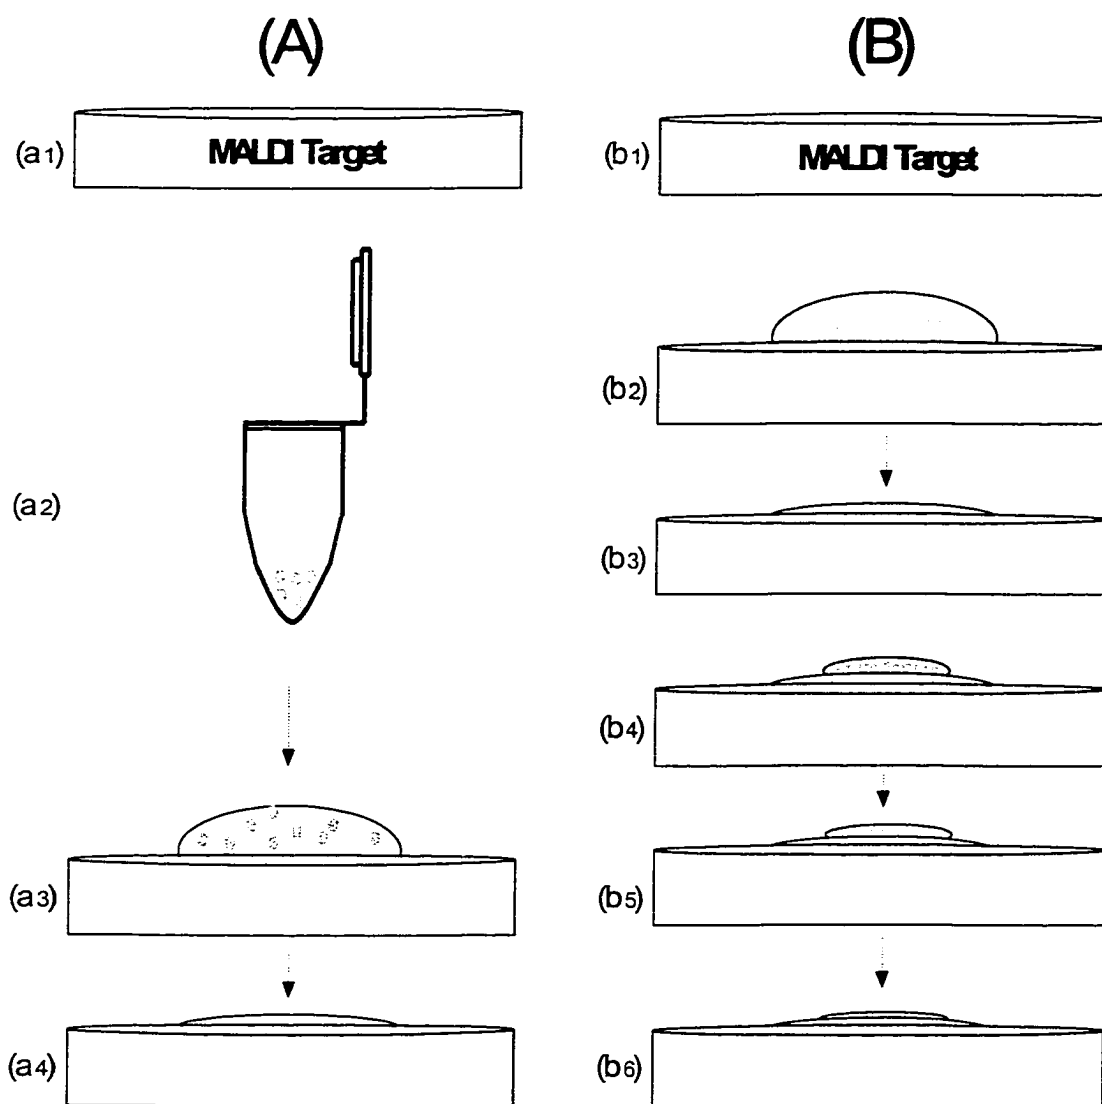 (A)
(a1)
MALDI Target
(a2)
(a3)
(a4)
(B)
(b1)
MALDI Target
(b2)
(b3)
(b4)
(b5)
(b6)